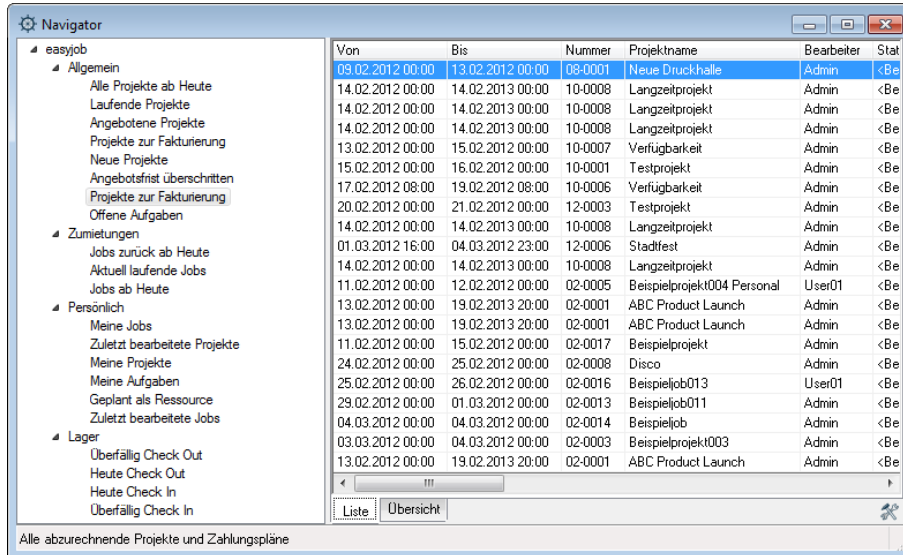 Navigator
easyjob
Allgemein
Alle Projekte ab Heute
Laufende Projekte
Angebotene Projekte
Projekte zur Fakturierung
Neue Projekte
Angebotsfrist überschritten
Projekte zur Fakturierung
Offene Aufgaben
Zumietungen
Jobs zurück ab Heute
Aktuell laufende Jobs
Jobs ab Heute
Persönlich
Meine Jobs
Zuletzt bearbeitete Projekte
Meine Projekte
Meine Aufgaben
Geplant als Ressource
Zuletzt bearbeitete Jobs
Lager
Überfällig Check Out
Heute Check Out
Heute Check In
Überfällig Check In
Von Bis Nummer Projektname Bearbeiter Stat
09.02.2012 00:00 13.02.2012 00:00 08-0001 Neue Druckhalle Admin <Be
14.02.2012 00:00 14.02.2013 00:00 10-0008 Langzeitprojekt Admin <Be
14.02.2012 00:00 14.02.2013 00:00 10-0008 Langzeitprojekt Admin <Be
14.02.2012 00:00 14.02.2013 00:00 10-0008 Langzeitprojekt Admin <Be
13.02.2012 00:00 15.02.2012 00:00 10-0007 Verfügbarkeit Admin <Be
15.02.2012 00:00 16.02.2012 00:00 10-0001 Testprojekt Admin <Be
17.02.2012 08:00 19.02.2012 08:00 10-0006 Verfügbarkeit Admin <Be
20.02.2012 00:00 21.02.2012 00:00 12-0003 Testprojekt Admin <Be
14.02.2012 00:00 14.02.2013 00:00 10-0008 Langzeitprojekt Admin <Be
01.03.2012 16:00 04.03.2012 23:00 12-0006 Stadtfest Admin <Be
14.02.2012 00:00 14.02.2013 00:00 10-0008 Langzeitprojekt Admin <Be
11.02.2012 00:00 12.02.2012 00:00 02-0005 Beispielprojekt004 Personal User01 <Be
13.02.2012 00:00 19.02.2013 20:00 02-0001 ABC Product Launch Admin <Be
13.02.2012 00:00 19.02.2013 20:00 02-0001 ABC Product Launch Admin <Be
11.02.2012 00:00 15.02.2012 00:00 02-0017 Beispielprojekt Admin <Be
24.02.2012 00:00 25.02.2012 00:00 02-0008 Disco Admin <Be
25.02.2012 00:00 26.02.2012 00:00 02-0016 Beispieljob013 User01 <Be
29.02.2012 00:00 01.03.2012 00:00 02-0013 Beispieljob011 Admin <Be
04.03.2012 00:00 04.03.2012 00:00 02-0014 Beispieljob Admin <Be
03.03.2012 00:00 04.03.2012 00:00 02-0003 Beispielprojekt003 Admin <Be
13.02.2012 00:00 19.02.2013 20:00 02-0001 ABC Product Launch Admin <Be
Liste Übersicht
Alle abzurechnende Projekte und Zahlungspläne